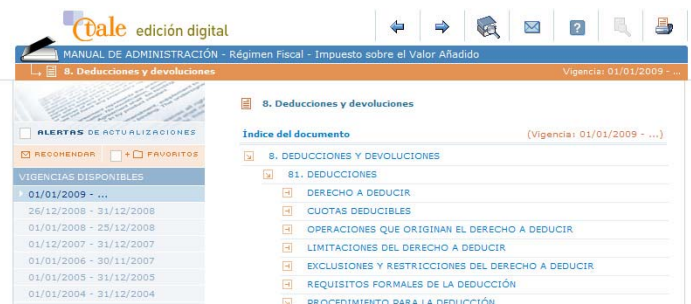 Ctale edición digital
MANUAL DE ADMINISTRACIÓN - Régimen Fiscal - Impuesto sobre el Valor Añadido
8. Deducciones y devoluciones
Vigencia: 01/01/2009 - ...
8. Deducciones y devoluciones
ALERTAS DE ACTUALIZACIONES
Índice del documento
(Vigencia: 01/01/2009 - ...)
RECOMENDAR
+ FAVORITOS
8. DEDUCCIONES Y DEVOLUCIONES
VIGENCIAS DISPONIBLES
81. DEDUCCIONES
01/01/2009 - ...
DERECHO A DEDUCIR
26/12/2008 - 31/12/2008
CUOTAS DEDUCIBLES
01/01/2008 - 25/12/2008
OPERACIONES QUE ORIGINAN EL DERECHO A DEDUCIR
01/12/2007 - 31/12/2007
LIMITACIONES DEL DERECHO A DEDUCIR
01/01/2006 - 30/11/2007
EXCLUSIONES Y RESTRICCIONES DEL DERECHO A DEDUCIR
01/01/2005 - 31/12/2005
REQUISITOS FORMALES DE LA DEDUCCIÓN
01/01/2004 - 31/12/2004
PROCEDIMIENTO PARA LA DEDUCCIÓN